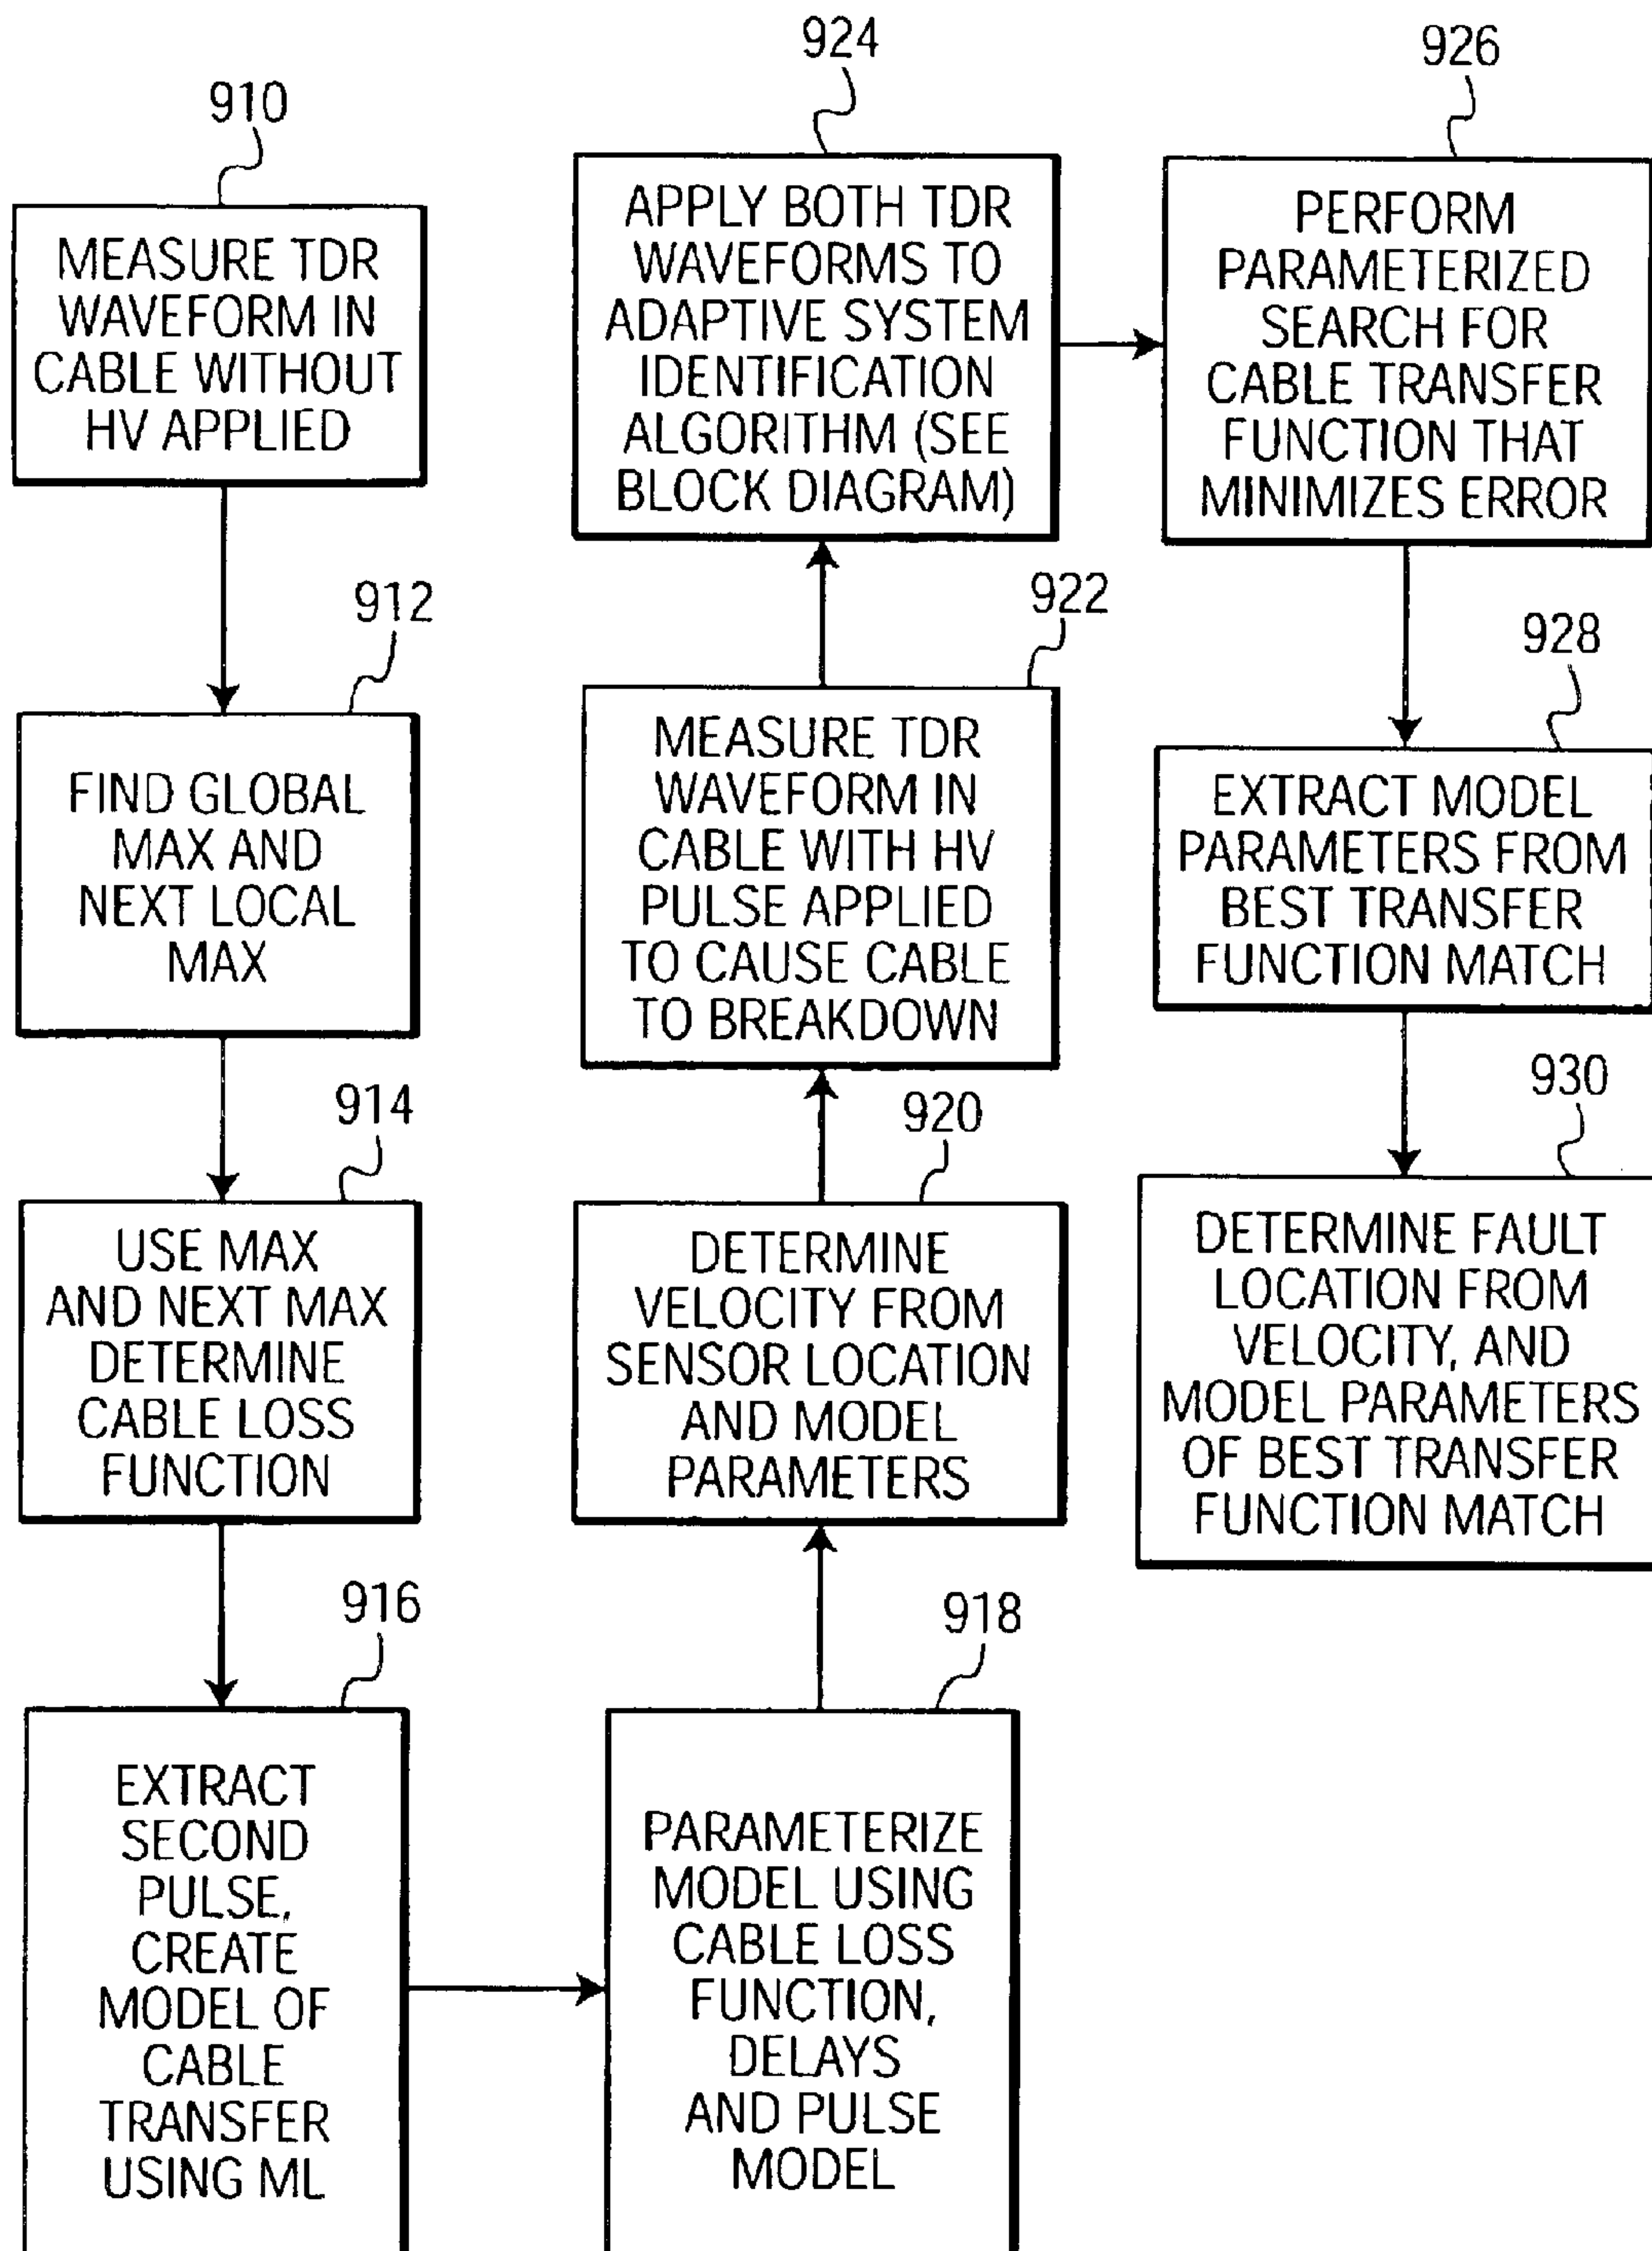 910
MEASURE TDR
WAVEFORM IN
CABLE WITHOUT
HV APPLIED
912
FIND GLOBAL
MAX AND
NEXT LOCAL
MAX
914
USE MAX
AND NEXT MAX
DETERMINE
CABLE LOSS
FUNCTION
916
EXTRACT
SECOND
PULSE,
CREATE
MODEL OF
CABLE
TRANSFER
USING ML
918
PARAMETERIZE
MODEL USING
CABLE LOSS
FUNCTION,
DELAYS
AND PULSE
MODEL
920
DETERMINE
VELOCITY FROM
SENSOR LOCATION
AND MODEL
PARAMETERS
922
MEASURE TDR
WAVEFORM IN
CABLE WITH HV
PULSE APPLIED
TO CAUSE CABLE
TO BREAKDOWN
924
APPLY BOTH TDR
WAVEFORMS TO
ADAPTIVE SYSTEM
IDENTIFICATION
ALGORITHM (SEE
BLOCK DIAGRAM)
926
PERFORM
PARAMETERIZED
SEARCH FOR
CABLE TRANSFER
FUNCTION THAT
MINIMIZES ERROR
928
EXTRACT MODEL
PARAMETERS FROM
BEST TRANSFER
FUNCTION MATCH
930
DETERMINE FAULT
LOCATION FROM
VELOCITY, AND
MODEL PARAMETERS
OF BEST TRANSFER
FUNCTION MATCH